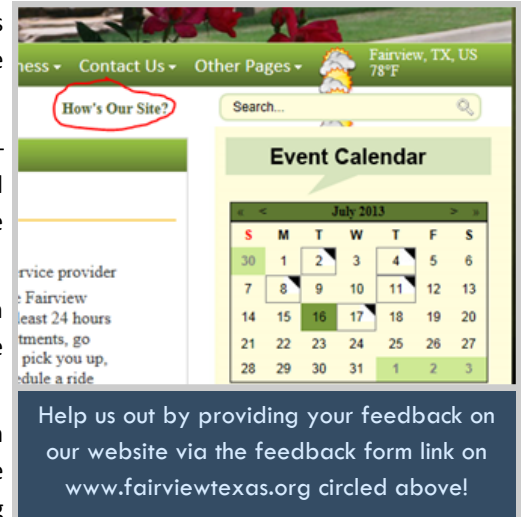 ness Contact Us Other Pages Fairview, TX, US
78°F
How's Our Site? Search...
Event Calendar
« < July 2013 > »
S M T W T F S
30 1 2 3 4 5 6
7 8 9 10 11 12 13
14 15 16 17 18 19 20
21 22 23 24 25 26 27
28 29 30 31 1 2 3
rvice provider
Fairview
least 24 hours
tments, go
pick you up,
edule a ride
Help us out by providing your feedback on
our website via the feedback form link on
www.fairviewtexas.org circled above!